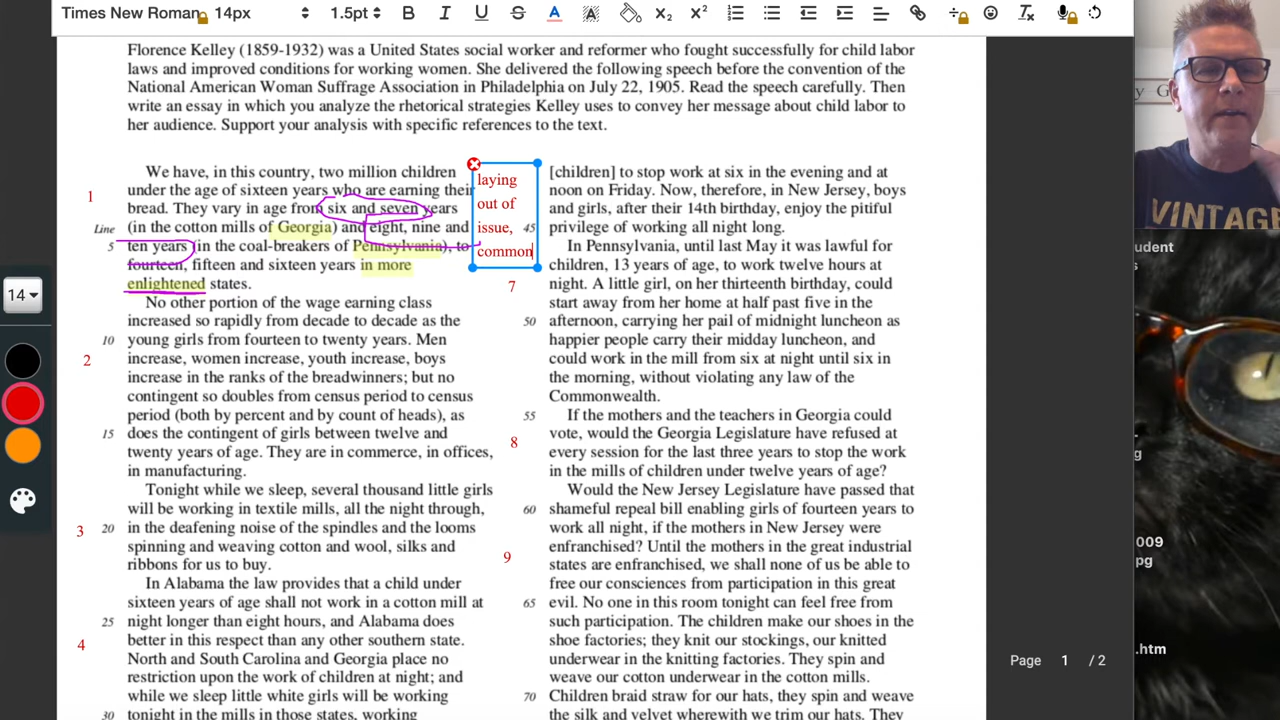 Times New Roman 14px 1.5pt B I U S A A X₂ X²
Florence Kelley (1859-1932) was a United States social worker and reformer who fought successfully for child labor
laws and improved conditions for working women. She delivered the following speech before the convention of the
National American Woman Suffrage Association in Philadelphia on July 22, 1905. Read the speech carefully. Then
write an essay in which you analyze the rhetorical strategies Kelley uses to convey her message about child labor to
her audience. Support your analysis with specific references to the text.
We have, in this country, two million children
1
under the age of sixteen years who are earning their
bread. They vary in age from six and seven years
Line (in the cotton mills of Georgia) and eight, nine and
5 ten years (in the coal-breakers of Pennsylvania), to
fourteen, fifteen and sixteen years in more
enlightened states.
No other portion of the wage earning class
increased so rapidly from decade to decade as the
10 young girls from fourteen to twenty years. Men
2 increase, women increase, youth increase, boys
increase in the ranks of the breadwinners; but no
contingent so doubles from census period to census
period (both by percent and by count of heads), as
15 does the contingent of girls between twelve and
twenty years of age. They are in commerce, in offices,
in manufacturing.
Tonight while we sleep, several thousand little girls
will be working in textile mills, all the night through,
3 20 in the deafening noise of the spindles and the looms
spinning and weaving cotton and wool, silks and
ribbons for us to buy.
In Alabama the law provides that a child under
sixteen years of age shall not work in a cotton mill at
25 night longer than eight hours, and Alabama does
4 better in this respect than any other southern state.
North and South Carolina and Georgia place no
restriction upon the work of children at night; and
while we sleep little white girls will be working
30 tonight in the mills in those states, working
laying
out of
issue,
common
[children] to stop work at six in the evening and at
noon on Friday. Now, therefore, in New Jersey, boys
and girls, after their 14th birthday, enjoy the pitiful
45 privilege of working all night long.
In Pennsylvania, until last May it was lawful for
children, 13 years of age, to work twelve hours at
7 night. A little girl, on her thirteenth birthday, could
start away from her home at half past five in the
50 afternoon, carrying her pail of midnight luncheon as
happier people carry their midday luncheon, and
could work in the mill from six at night until six in
the morning, without violating any law of the
Commonwealth.
55 If the mothers and the teachers in Georgia could
8 vote, would the Georgia Legislature have refused at
every session for the last three years to stop the work
in the mills of children under twelve years of age?
Would the New Jersey Legislature have passed that
60 shameful repeal bill enabling girls of fourteen years to
work all night, if the mothers in New Jersey were
9 enfranchised? Until the mothers in the great industrial
states are enfranchised, we shall none of us be able to
free our consciences from participation in this great
65 evil. No one in this room tonight can feel free from
such participation. The children make our shoes in the
shoe factories; they knit our stockings, our knitted
underwear in the knitting factories. They spin and
weave our cotton underwear in the cotton mills.
70 Children braid straw for our hats, they spin and weave
the silk and velvet wherewith we trim our hats. They
14
Page 1 / 2
y G
VINTAGE
udent
s
g
009
pg
.htm